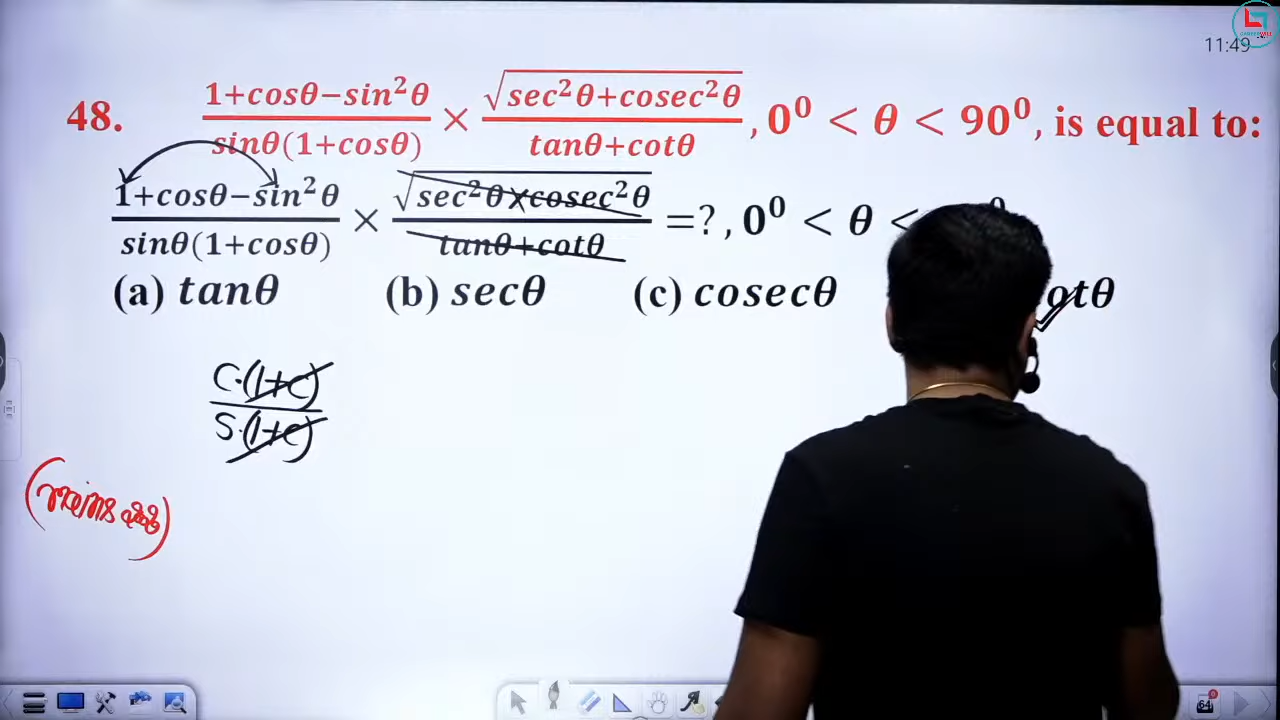 11:49
48. (1+cosθ−sin²θ)/(sinθ(1+cosθ)) × √(sec²θ+cosec²θ)/(tanθ+cotθ), 0⁰ < θ < 90⁰, is equal to:
(1+cosθ−sin²θ)/(sinθ(1+cosθ)) × √(sec²θ×cosec²θ)/(tanθ+cotθ) =?, 0⁰ < θ <
(a) tanθ (b) secθ (c) cosecθ otθ
C·(1+C)
S·(1+C)
(mains